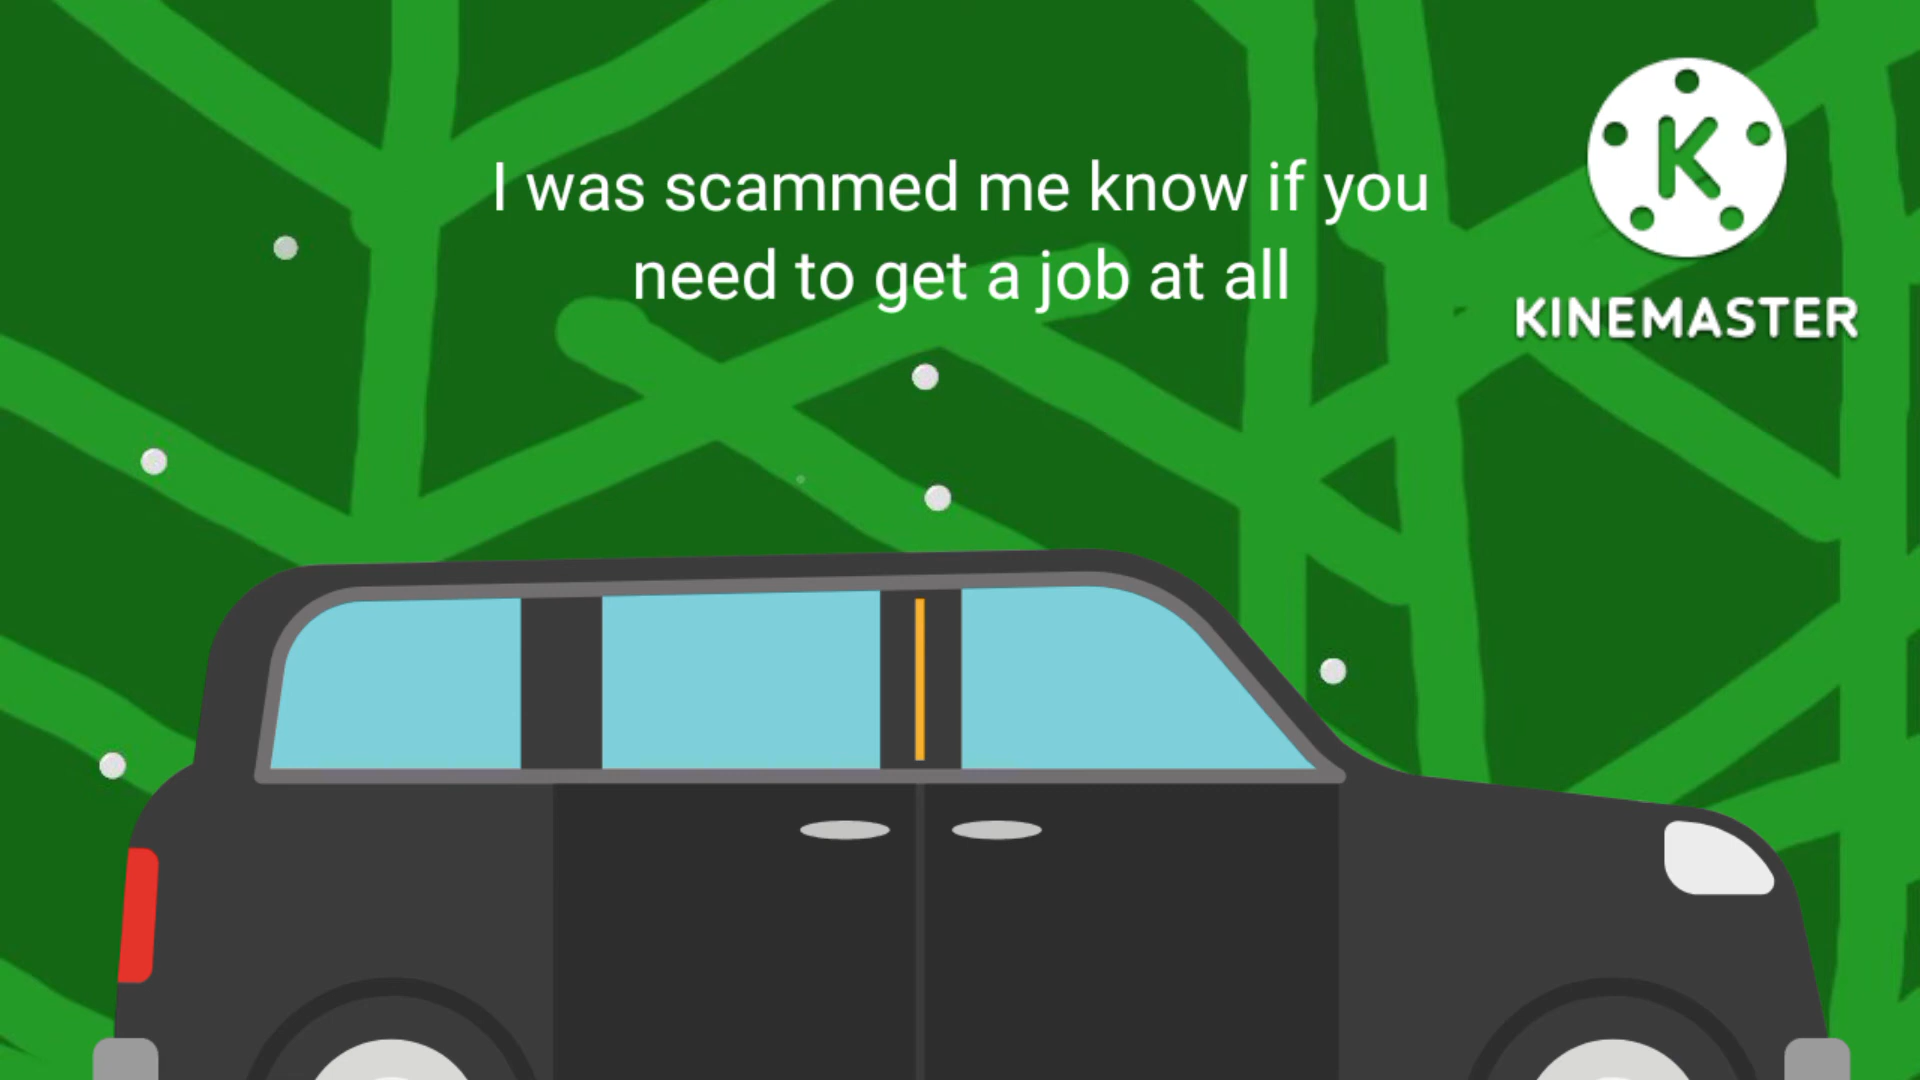 I was scammed me know if you
need to get a job at all
K
KINEMASTER